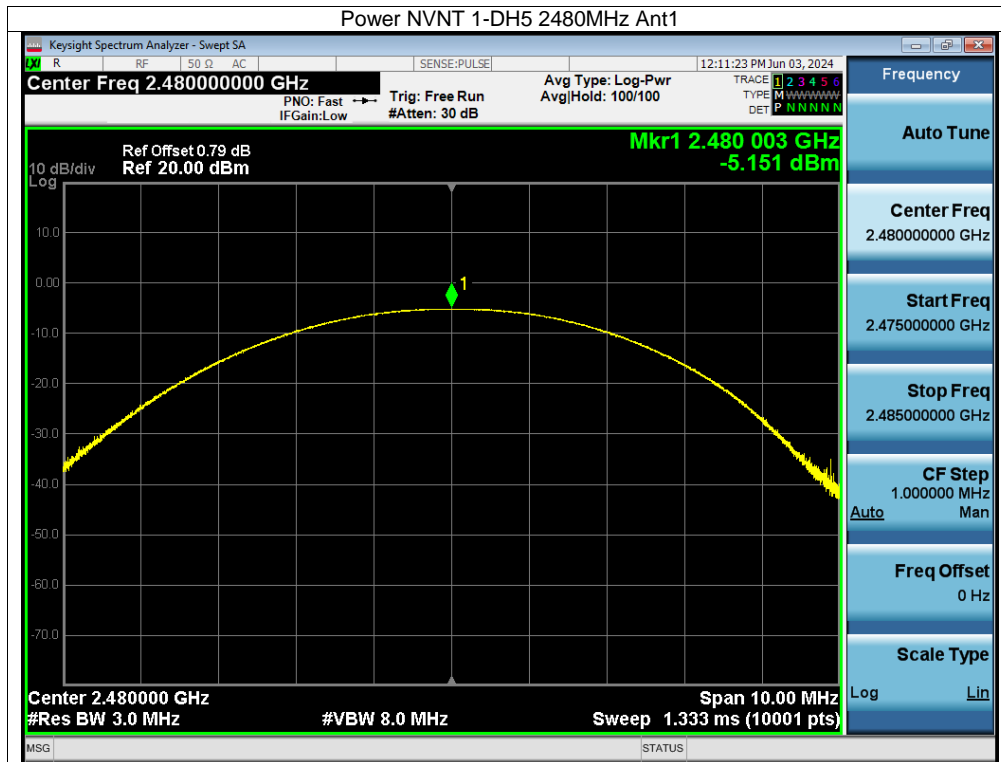 Power NVNT 1-DH5 2480MHz Ant1
Keysight Spectrum Analyzer - Swept SA
LXI R RF 50 Ω AC SENSE:PULSE 12:11:23 PM Jun 03, 2024
Center Freq 2.480000000 GHz
PNO: Fast
IFGain:Low
Trig: Free Run
#Atten: 30 dB
Avg Type: Log-Pwr
Avg|Hold: 100/100
TRACE 1 2 3 4 5 6
TYPE M W W W W W
DET P N N N N N
Mkr1 2.480 003 GHz
-5.151 dBm
Ref Offset 0.79 dB
10 dB/div Ref 20.00 dBm
Log
10.0
0.00
-10.0
-20.0
-30.0
-40.0
-50.0
-60.0
-70.0
1
Center 2.480000 GHz Span 10.00 MHz
#Res BW 3.0 MHz #VBW 8.0 MHz Sweep 1.333 ms (10001 pts)
MSG STATUS
Frequency
Auto Tune
Center Freq
2.480000000 GHz
Start Freq
2.475000000 GHz
Stop Freq
2.485000000 GHz
CF Step
1.000000 MHz
Auto Man
Freq Offset
0 Hz
Scale Type
Log Lin